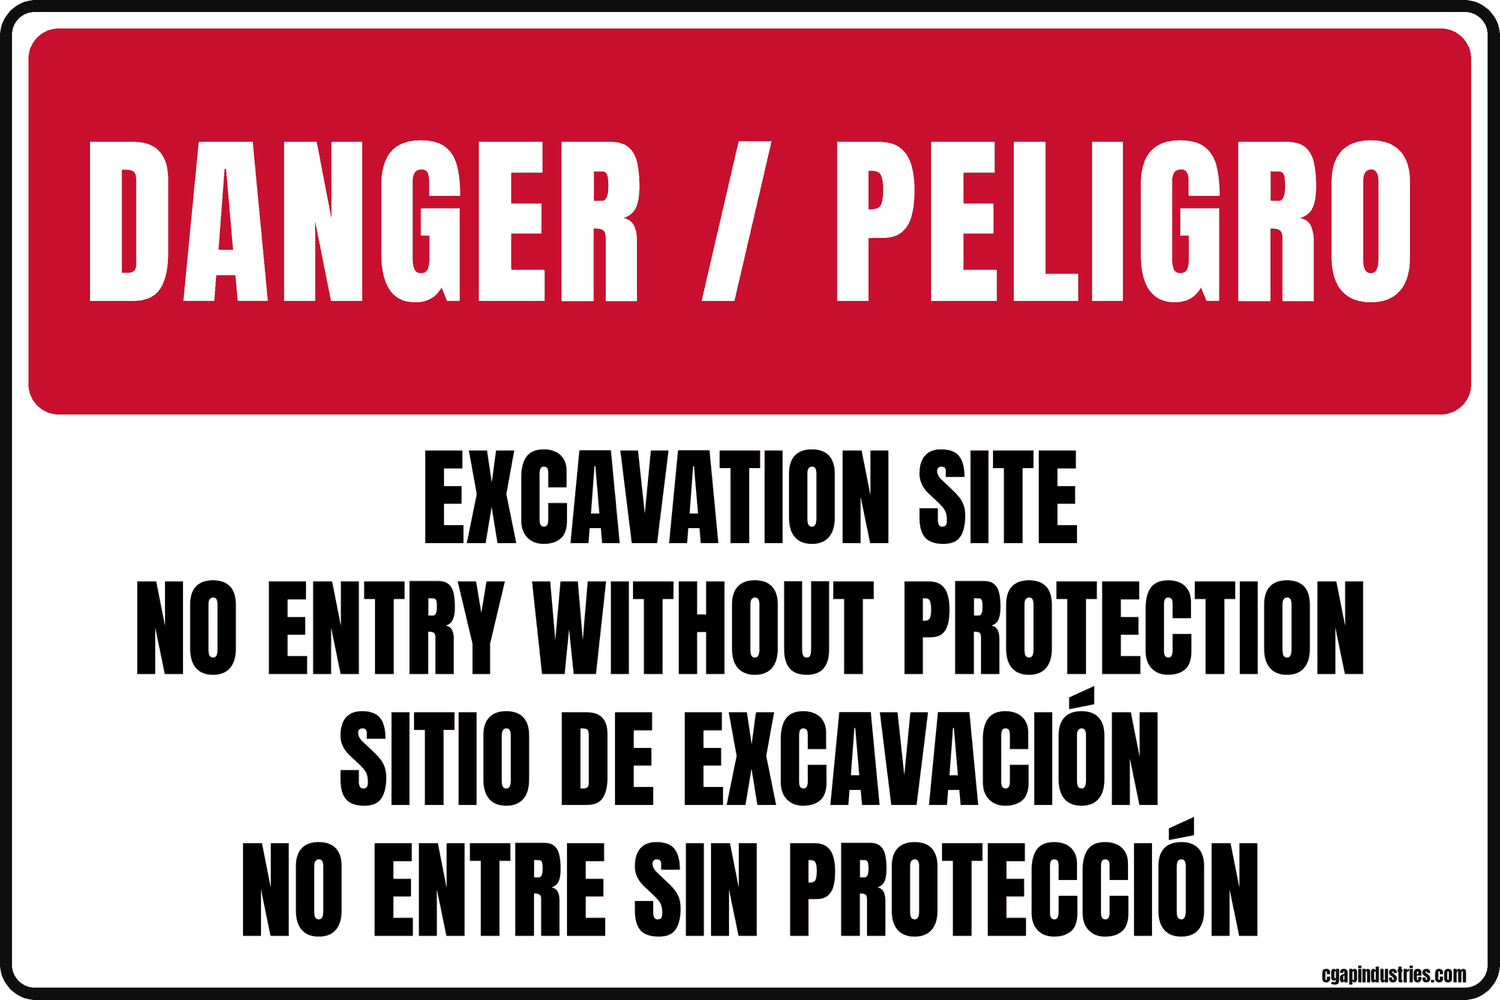 DANGER / PELIGRO
EXCAVATION SITE
NO ENTRY WITHOUT PROTECTION
SITIO DE EXCAVACIÓN
NO ENTRE SIN PROTECCIÓN
cgapindustries.com